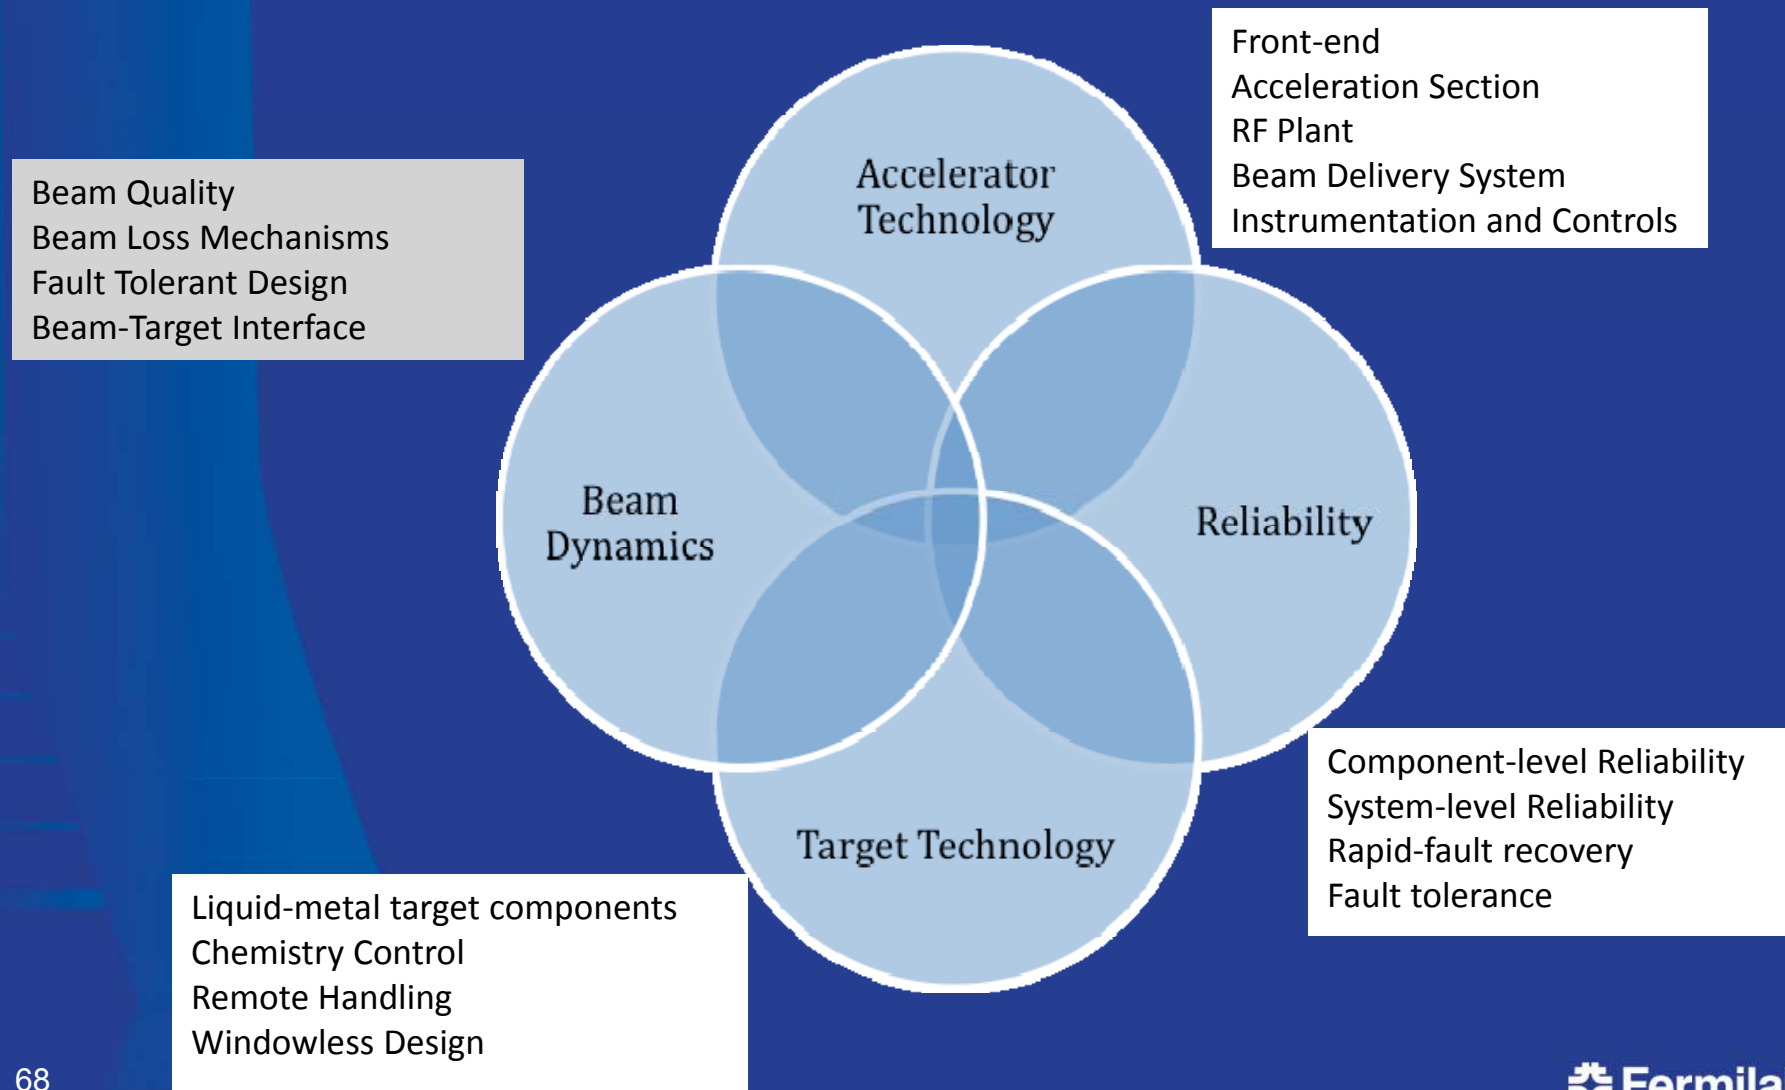 Front-end
Acceleration Section
RF Plant
Beam Delivery System
Instrumentation and Controls
Accelerator
Technology
Beam Quality
Beam Loss Mechanisms
Fault Tolerant Design
Beam-Target Interface
Beam
Dynamics
Reliability
Component-level Reliability
System-level Reliability
Rapid-fault recovery
Fault tolerance
Target Technology
Liquid-metal target components
Chemistry Control
Remote Handling
Windowless Design
68
Fermila